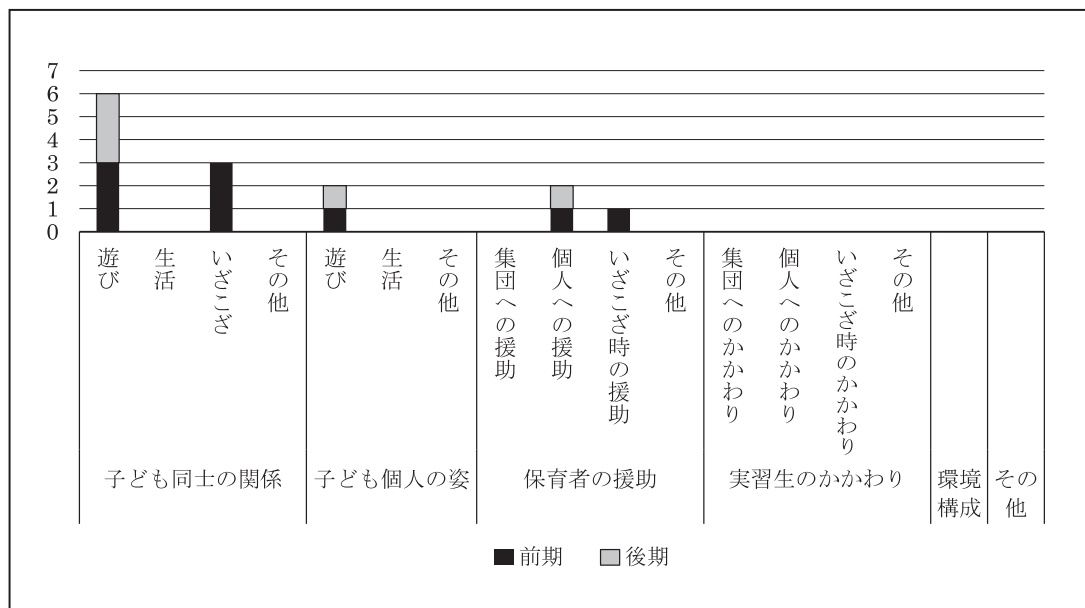 7
6
5
4
3
2
1
0
遊び
生活
いざこざ
その他
遊び
生活
その他
集団への援助
個人への援助
いざこざ時の援助
その他
集団へのかかわり
個人へのかかわり
いざこざ時のかかわり
その他
子ども同士の関係
子ども個人の姿
保育者の援助
実習生のかかわり
環境
構成
その
他
前期
後期